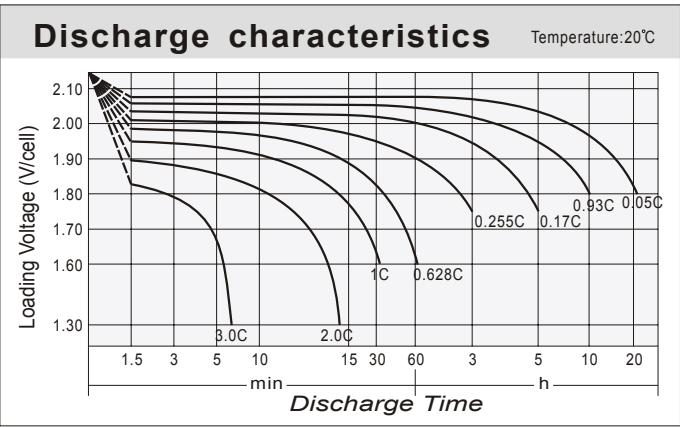 Discharge characteristics Temperature:20℃
Loading Voltage (V/cell)
2.10
2.00
1.90
1.80
1.70
1.60
1.30
0.93C 0.05C
0.255C 0.17C
1C 0.628C
3.0C 2.0C
1.5 3 5 10 15 30 60 3 5 10 20
min h
Discharge Time